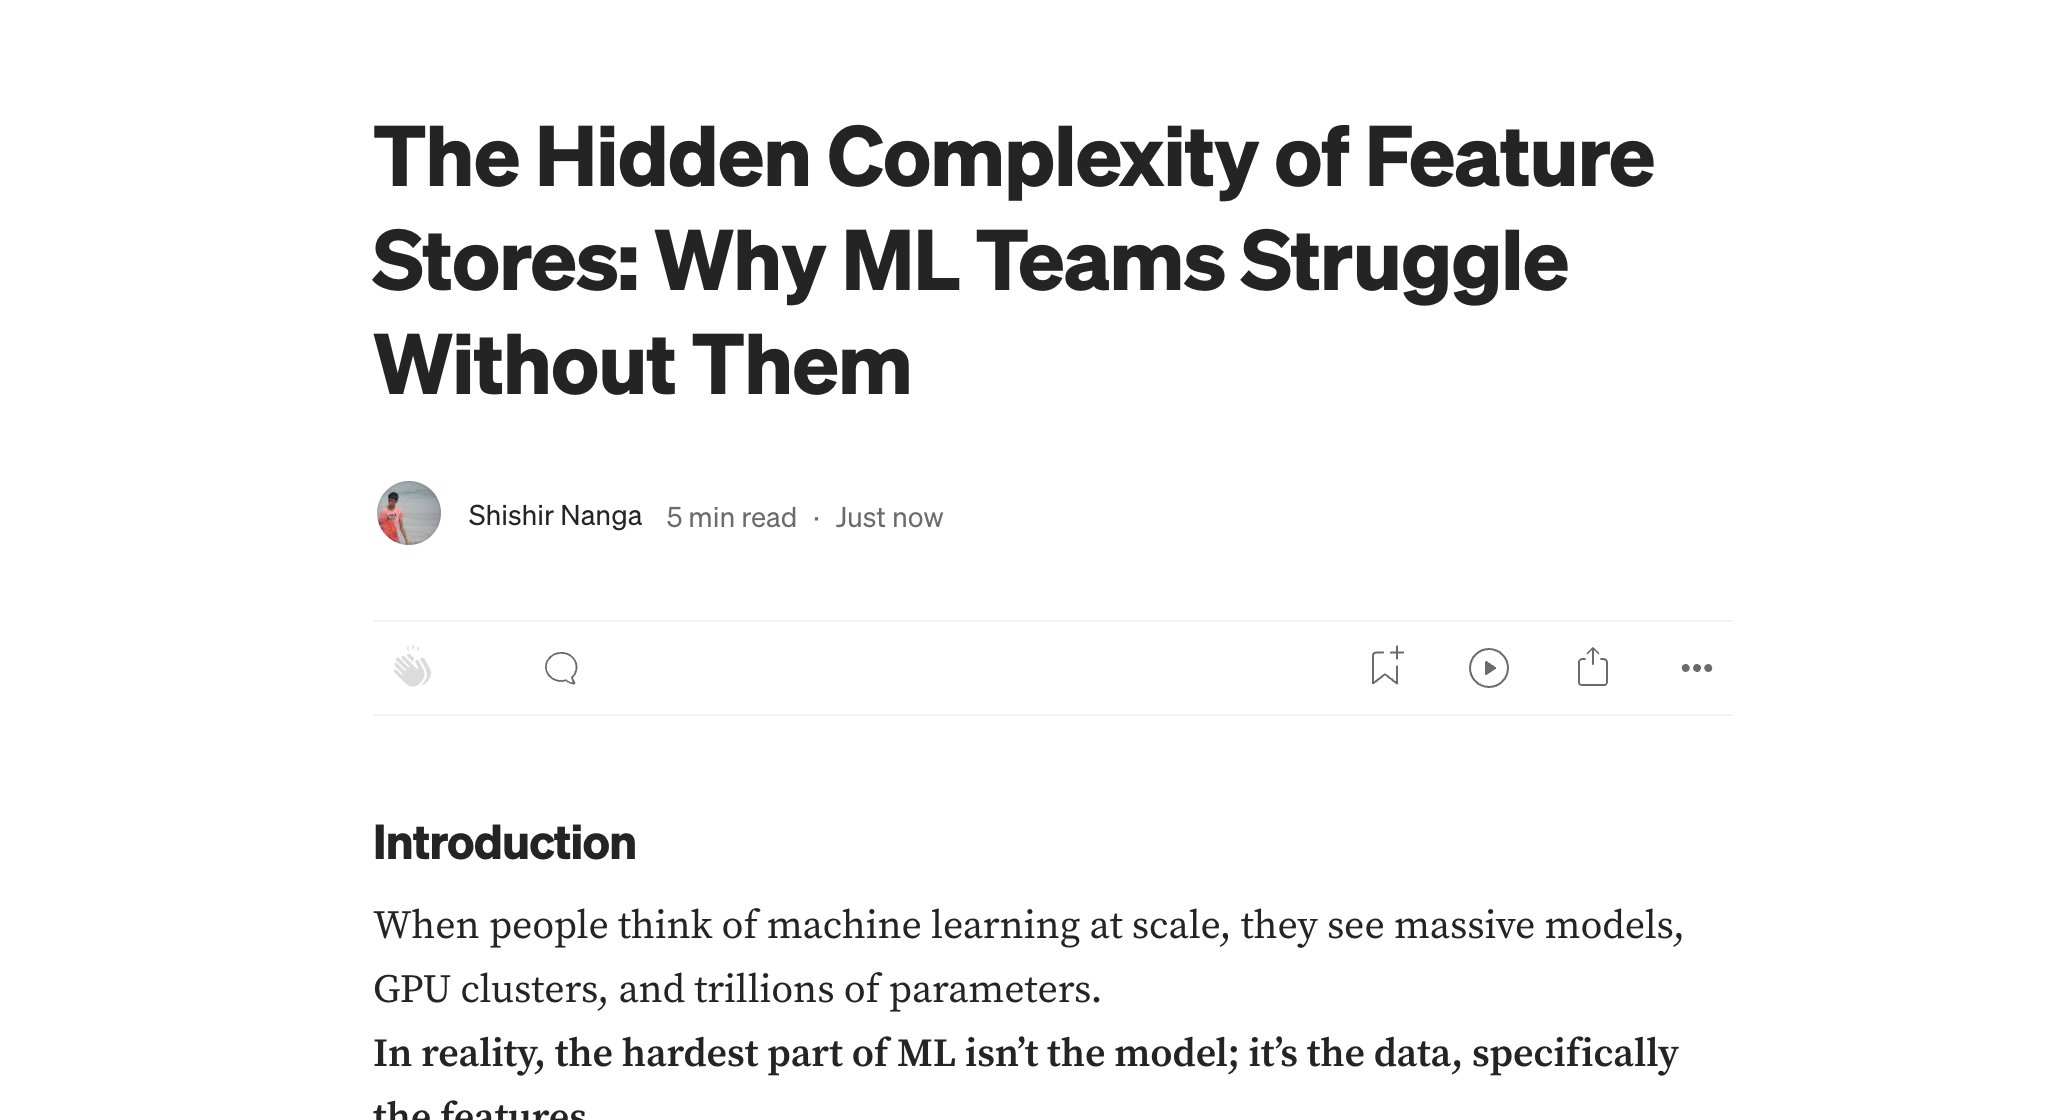 The Hidden Complexity of Feature
Stores: Why ML Teams Struggle
Without Them
Shishir Nanga 5 min read · Just now
Introduction
When people think of machine learning at scale, they see massive models,
GPU clusters, and trillions of parameters.
In reality, the hardest part of ML isn’t the model; it’s the data, specifically
the features.